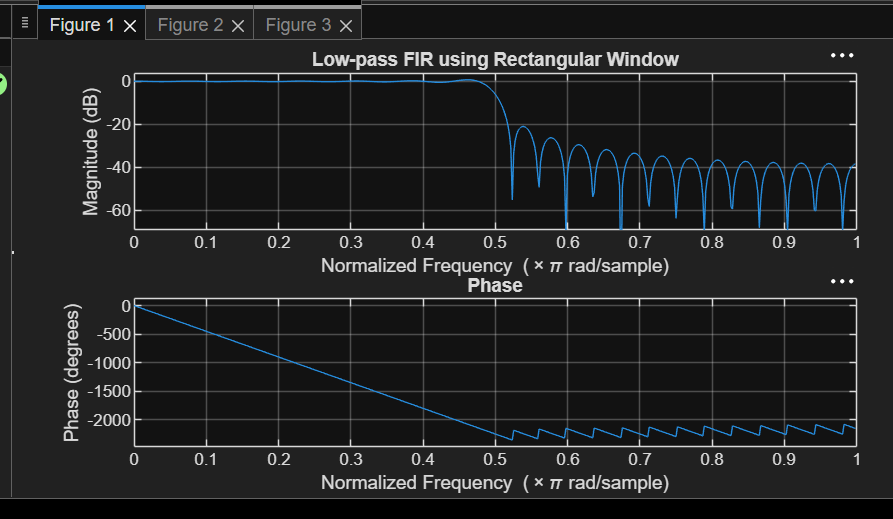 Figure 1 × Figure 2 × Figure 3 ×
Low-pass FIR using Rectangular Window
Magnitude (dB)
0
-20
-40
-60
0 0.1 0.2 0.3 0.4 0.5 0.6 0.7 0.8 0.9 1
Normalized Frequency (× π rad/sample)
Phase
Phase (degrees)
0
-500
-1000
-1500
-2000
0 0.1 0.2 0.3 0.4 0.5 0.6 0.7 0.8 0.9 1
Normalized Frequency (× π rad/sample)